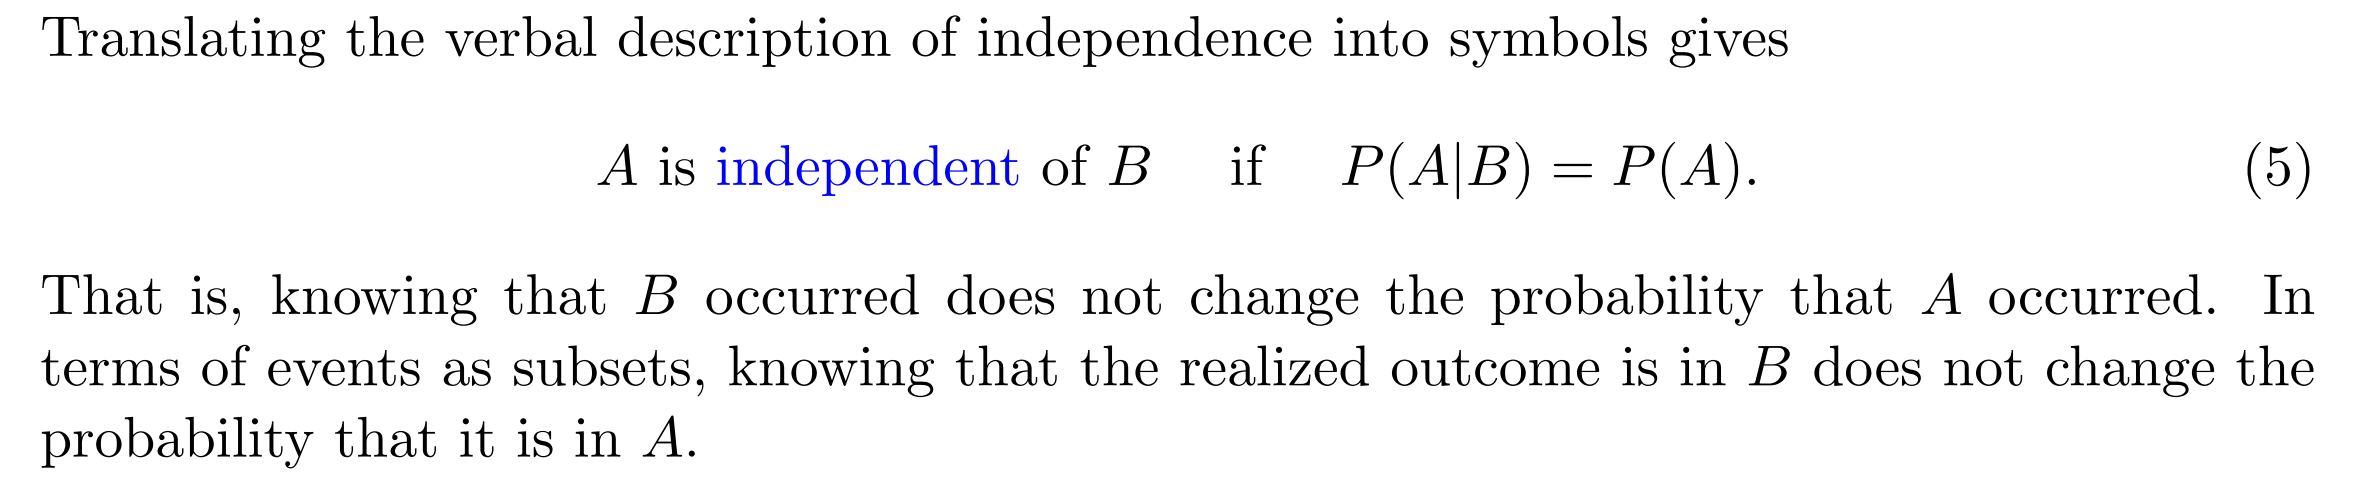 Translating the verbal description of independence into symbols gives
A is independent of B if P(A|B) = P(A). (5)
That is, knowing that B occurred does not change the probability that A occurred. In
terms of events as subsets, knowing that the realized outcome is in B does not change the
probability that it is in A.